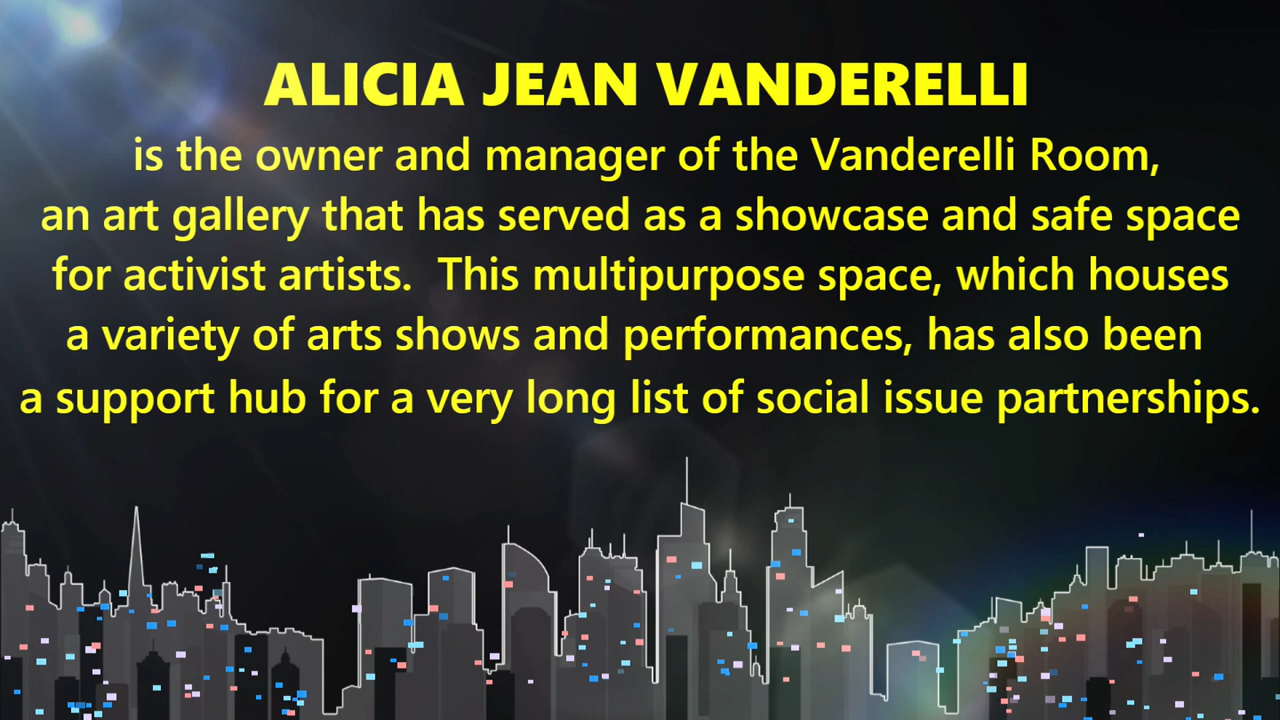 ALICIA JEAN VANDERELLI
is the owner and manager of the Vanderelli Room,
an art gallery that has served as a showcase and safe space
for activist artists.  This multipurpose space, which houses
a variety of arts shows and performances, has also been
a support hub for a very long list of social issue partnerships.